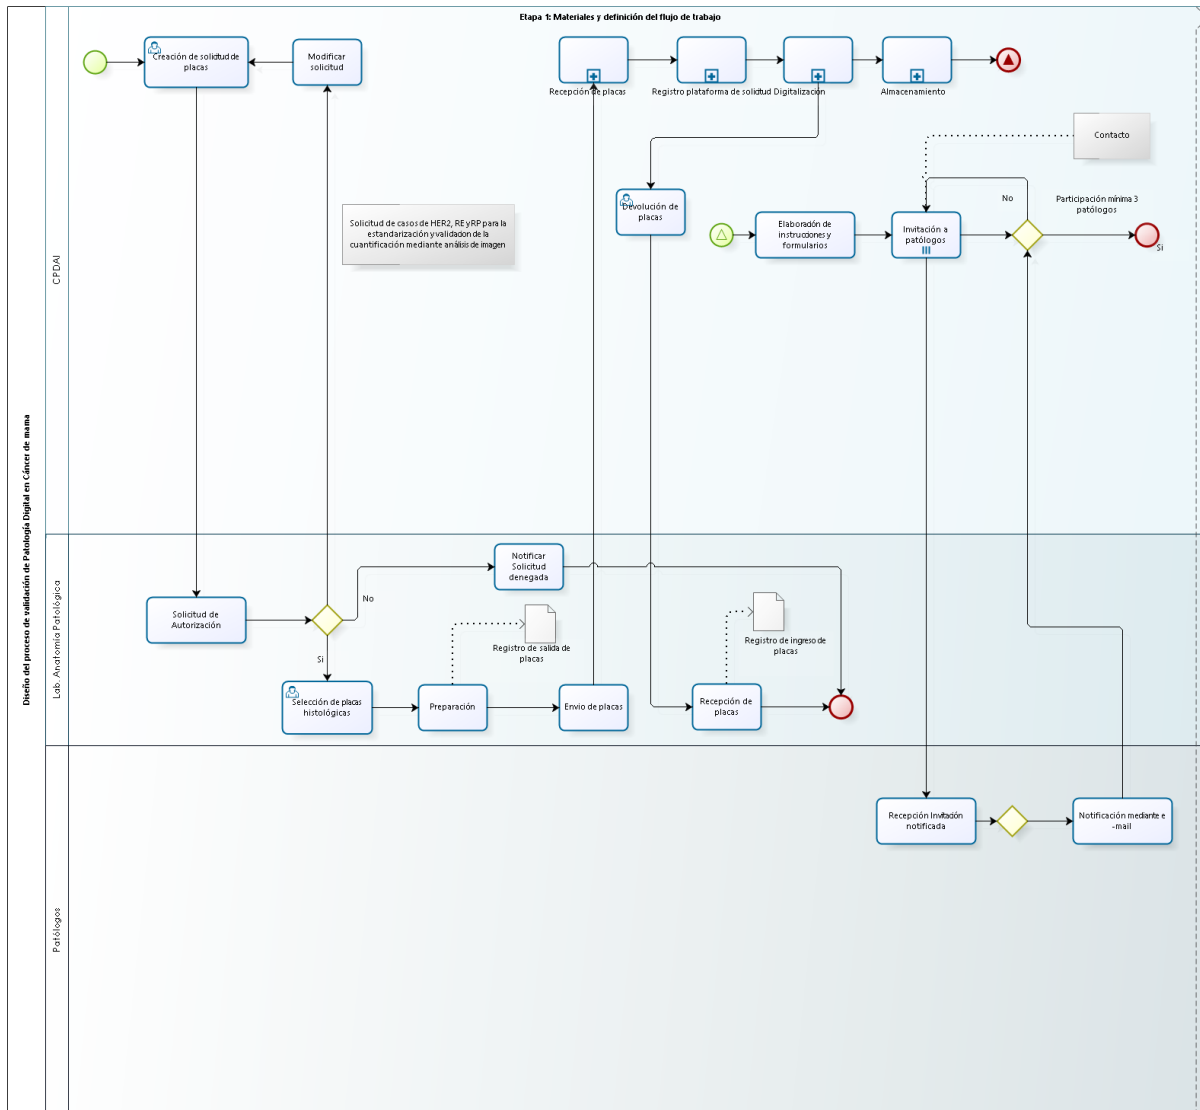 Etapa 1: Materiales y definición del flujo de trabajo
Diseño del proceso de validación de Patología Digital en Cáncer de mama
CPDAI
Creación de solicitud de
placas
Modificar
solicitud
Recepción de placas
Registro plataforma de solicitud
Digitalización
Almacenamiento
Contacto
Solicitud de casos de HER2, RE y RP para la
estandarización y validacion de la
cuantificación mediante análisis de imagen
Devolución de
placas
Elaboración de
instrucciones y
formularios
Invitación a
patólogos
No
Participación mínima 3
patólogos
Si
Lab. Anatomía Patológica
Notificar
Solicitud
denegada
Solicitud de
Autorización
No
Si
Registro de salida de
placas
Registro de ingreso de
placas
Selección de placas
histológicas
Preparación
Envio de placas
Recepción de
placas
Patólogos
Recepción Invitación
notificada
Notificación mediante e
-mail